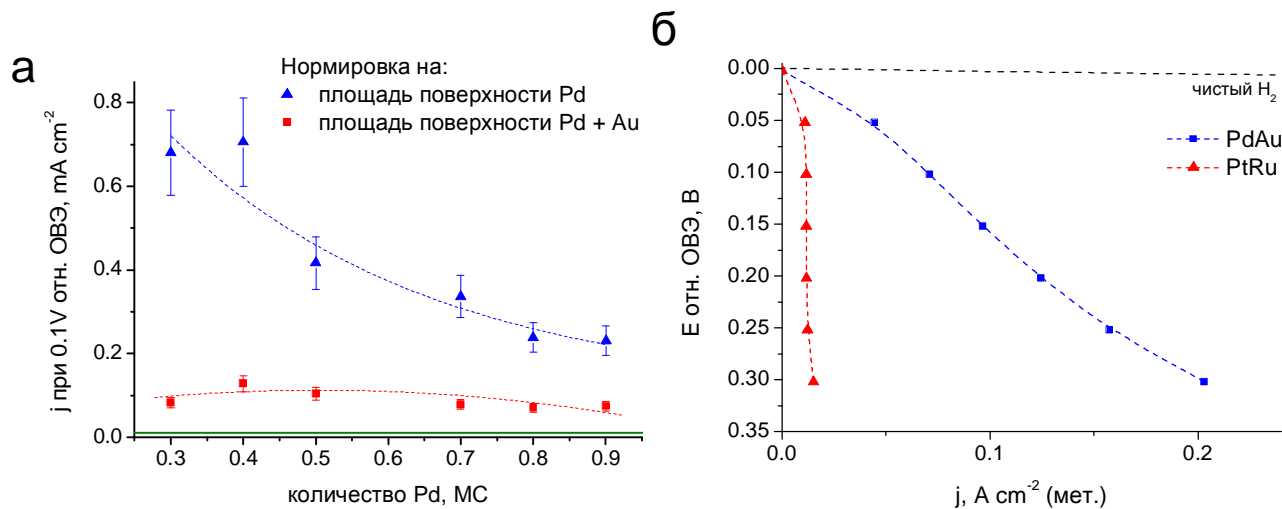 а
Нормировка на:
площадь поверхности Pd
площадь поверхности Pd + Au
j при 0.1V отн. ОВЭ, mA cm-2
0.8
0.6
0.4
0.2
0.0
0.3 0.4 0.5 0.6 0.7 0.8 0.9
количество Pd, МС
б
E отн. ОВЭ, В
0.00
0.05
0.10
0.15
0.20
0.25
0.30
0.35
чистый H2
PdAu
PtRu
0.0 0.1 0.2
j, A cm-2 (мет.)